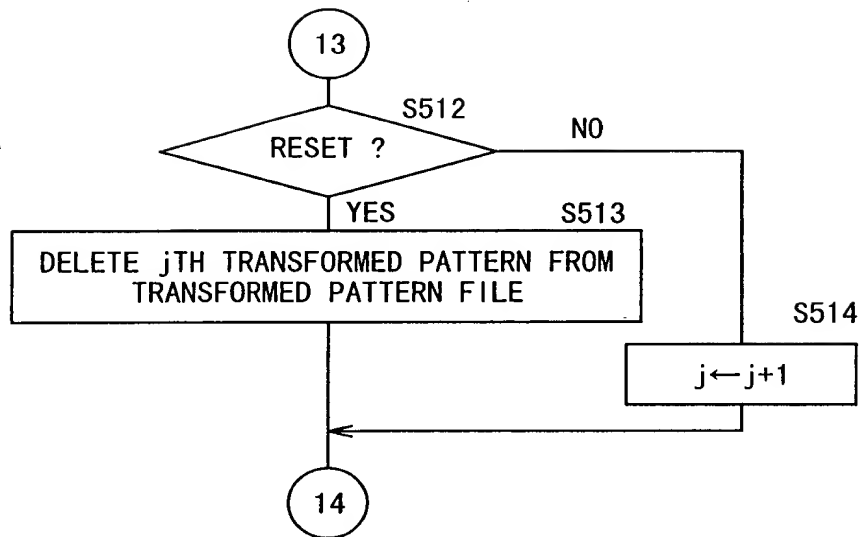 13
S512
RESET ?
NO
YES
S513
DELETE jTH TRANSFORMED PATTERN FROM
TRANSFORMED PATTERN FILE
S514
j←j+1
14